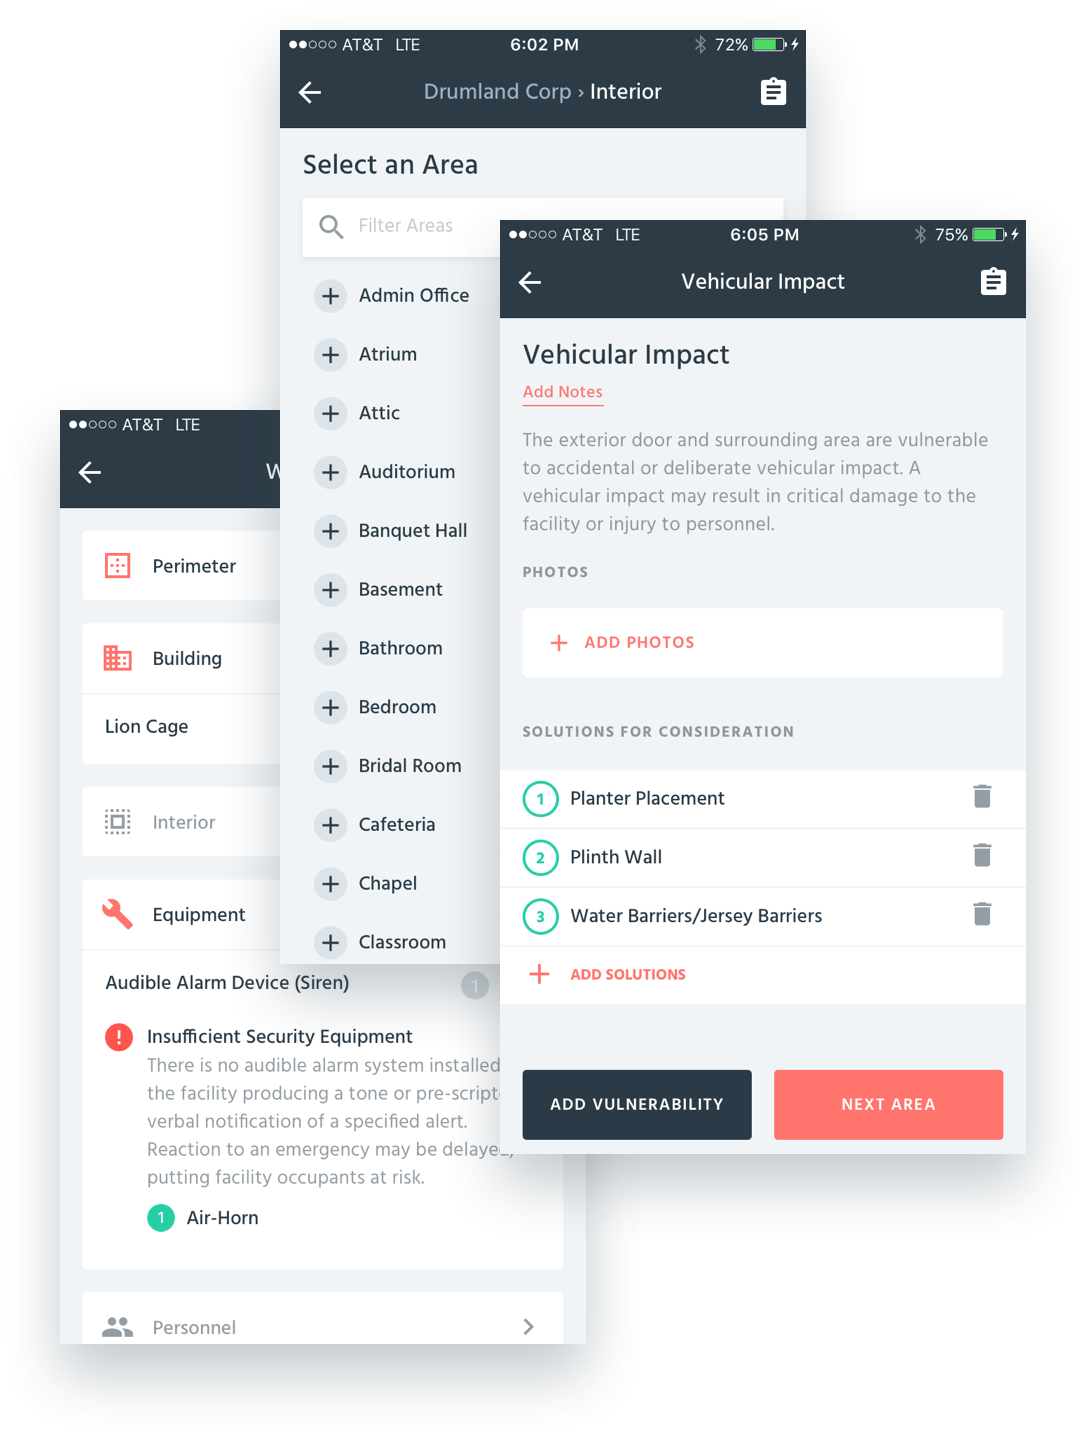 AT&T LTE 6:02 PM 72%
Drumland Corp › Interior
Select an Area
Filter Areas
Admin Office
Atrium
Attic
Auditorium
Banquet Hall
Basement
Bathroom
Bedroom
Bridal Room
Cafeteria
Chapel
Classroom
AT&T LTE 6:05 PM 75%
Vehicular Impact
Vehicular Impact
Add Notes
The exterior door and surrounding area are vulnerable
to accidental or deliberate vehicular impact. A
vehicular impact may result in critical damage to the
facility or injury to personnel.
PHOTOS
ADD PHOTOS
SOLUTIONS FOR CONSIDERATION
1 Planter Placement
2 Plinth Wall
3 Water Barriers/Jersey Barriers
ADD SOLUTIONS
ADD VULNERABILITY
NEXT AREA
AT&T LTE
Perimeter
Building
Lion Cage
Interior
Equipment
Audible Alarm Device (Siren) 1
Insufficient Security Equipment
There is no audible alarm system installed
the facility producing a tone or
verbal notification of a specified alert.
Reaction to an emergency may be delayed,
putting facility occupants at risk.
1 Air-Horn
Personnel